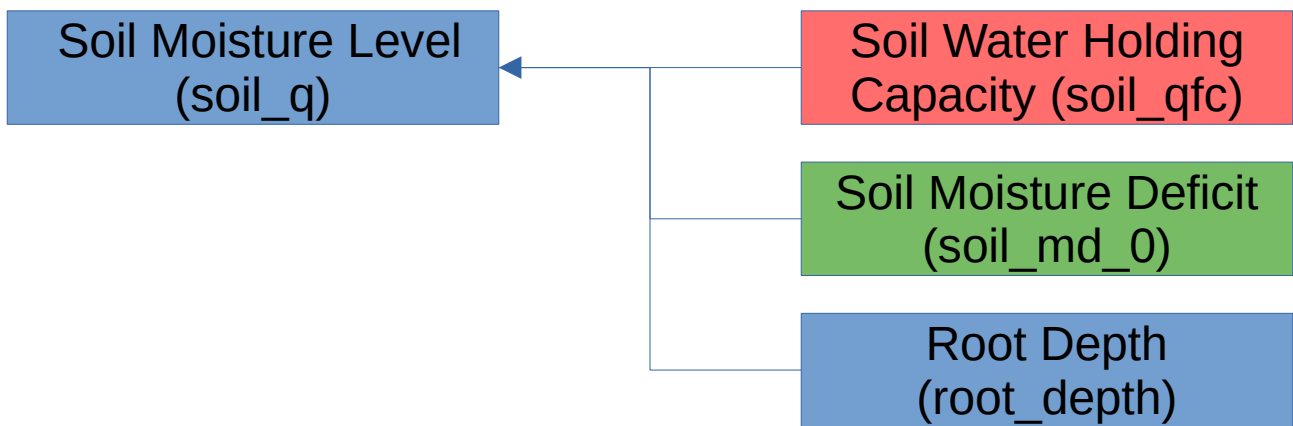 Soil Moisture Level
(soil_q)
Soil Water Holding
Capacity (soil_qfc)
Soil Moisture Deficit
(soil_md_0)
Root Depth
(root_depth)